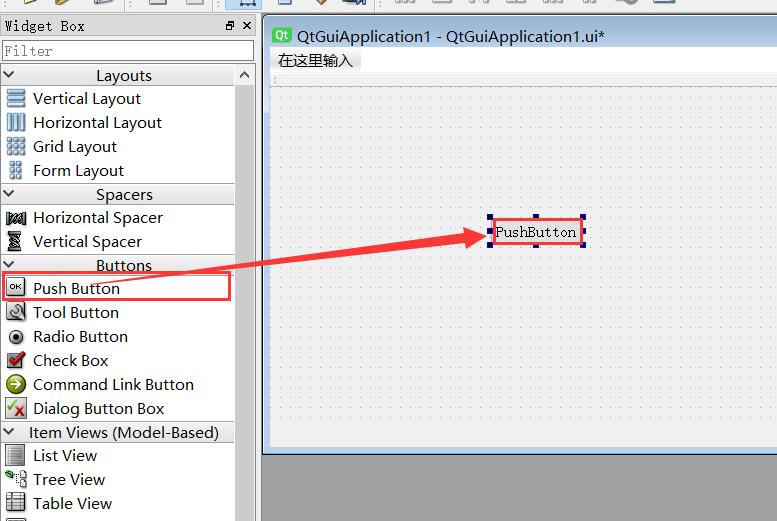 Widget Box
Filter
Layouts
Vertical Layout
Horizontal Layout
Grid Layout
Form Layout
Spacers
Horizontal Spacer
Vertical Spacer
Buttons
OK
Push Button
Tool Button
Radio Button
Check Box
Command Link Button
Dialog Button Box
Item Views (Model-Based)
List View
Tree View
Table View
Qt QtGuiApplication1 - QtGuiApplication1.ui*
在这里输入
PushButton